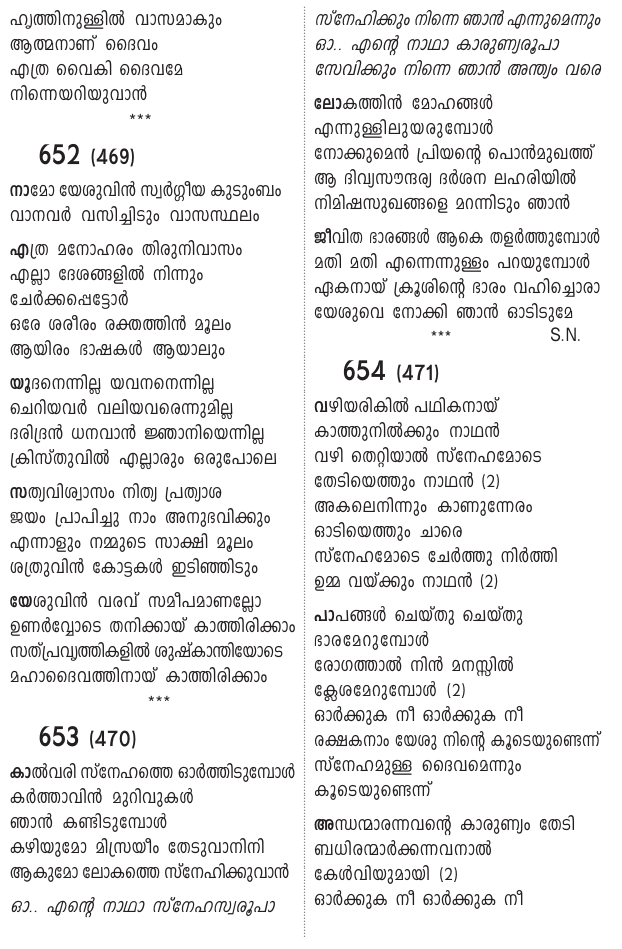 ഹൃത്തിനുള്ളിൽ വാസമാകും
ആത്മനാണ് ദൈവം
എത്ര വൈകി ദൈവമേ
നിന്നെയറിയുവാൻ
***
652 (469)
നാമോ യേശുവിൻ സ്വർഗ്ഗീയ കുടുംബം
വാനവർ വസിച്ചിടും വാസസ്ഥലം
എത്ര മനോഹരം തിരുനിവാസം
എല്ലാ ദേശങ്ങളിൽ നിന്നും
ചേർക്കപ്പെട്ടോർ
ഒരേ ശരീരം രക്തത്തിൻ മൂലം
ആയിരം ഭാഷകൾ ആയാലും
യൂദനെന്നില്ല യവനനെന്നില്ല
ചെറിയവർ വലിയവരെന്നുമില്ല
ദരിദ്രൻ ധനവാൻ ജ്ഞാനിയെന്നില്ല
ക്രിസ്തുവിൽ എല്ലാരും ഒരുപോലെ
സത്യവിശ്വാസം നിത്യ പ്രത്യാശ
ജയം പ്രാപിച്ചു നാം അനുഭവിക്കും
എന്നാളും നമ്മുടെ സാക്ഷി മൂലം
ശത്രുവിൻ കോട്ടകൾ ഇടിഞ്ഞിടും
യേശുവിൻ വരവ് സമീപമാണല്ലോ
ഉണർവ്വോടെ തനിക്കായ് കാത്തിരിക്കാം
സത്പ്രവൃത്തികളിൽ ശുഷ്കാന്തിയോടെ
മഹാദൈവത്തിനായ് കാത്തിരിക്കാം
***
653 (470)
കാൽവരി സ്നേഹത്തെ ഓർത്തിടുമ്പോൾ
കർത്താവിൻ മുറിവുകൾ
ഞാൻ കണ്ടിടുമ്പോൾ
കഴിയുമോ മിസ്രയീം തേടുവാനിനി
ആകുമോ ലോകത്തെ സ്നേഹിക്കുവാൻ
ഓ.. എന്റെ നാഥാ സ്നേഹസ്വരൂപാ
സ്നേഹിക്കും നിന്നെ ഞാൻ എന്നുമെന്നും
ഓ.. എന്റെ നാഥാ കാരുണ്യരൂപാ
സേവിക്കും നിന്നെ ഞാൻ അന്ത്യം വരെ
ലോകത്തിൻ മോഹങ്ങൾ
എന്നുള്ളിലുയരുമ്പോൾ
നോക്കുമെൻ പ്രിയന്റെ പൊൻമുഖത്ത്
ആ ദിവ്യസൗന്ദര്യ ദർശന ലഹരിയിൽ
നിമിഷസുഖങ്ങളെ മറന്നിടും ഞാൻ
ജീവിത ഭാരങ്ങൾ ആകെ തളർത്തുമ്പോൾ
മതി മതി എന്നെന്നുള്ളം പറയുമ്പോൾ
ഏകനായ് ക്രൂശിന്റെ ഭാരം വഹിച്ചൊരാ
യേശുവെ നോക്കി ഞാൻ ഓടിടുമേ
*** S.N.
654 (471)
വഴിയരികിൽ പഥികനായ്
കാത്തുനിൽക്കും നാഥൻ
വഴി തെറ്റിയാൽ സ്നേഹമോടെ
തേടിയെത്തും നാഥൻ (2)
അകലെനിന്നും കാണുന്നേരം
ഓടിയെത്തും ചാരെ
സ്നേഹമോടെ ചേർത്തു നിർത്തി
ഉമ്മ വയ്ക്കും നാഥൻ (2)
പാപങ്ങൾ ചെയ്തു ചെയ്തു
ഭാരമേറുമ്പോൾ
രോഗത്താൽ നിൻ മനസ്സിൽ
ക്ലേശമേറുമ്പോൾ (2)
ഓർക്കുക നീ ഓർക്കുക നീ
രക്ഷകനാം യേശു നിന്റെ കൂടെയുണ്ടെന്ന്
സ്നേഹമുള്ള ദൈവമെന്നും
കൂടെയുണ്ടെന്ന്
അന്ധന്മാരന്നവന്റെ കാരുണ്യം തേടി
ബധിരന്മാർക്കന്നവനാൽ
കേൾവിയുമായി (2)
ഓർക്കുക നീ ഓർക്കുക നീ